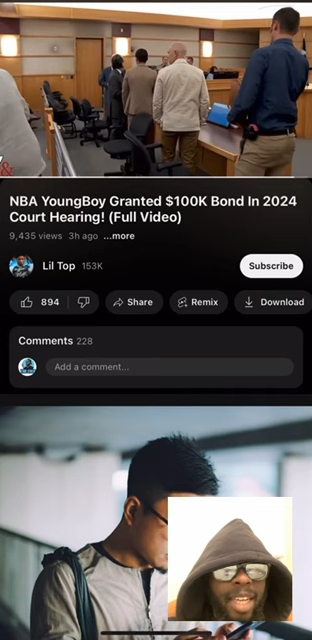 NBA YoungBoy Granted $100K Bond In 2024
Court Hearing! (Full Video)
9,435 views 3h ago ...more
Lil Top 153K
Subscribe
894
Share
Remix
Download
Comments 228
Add a comment...